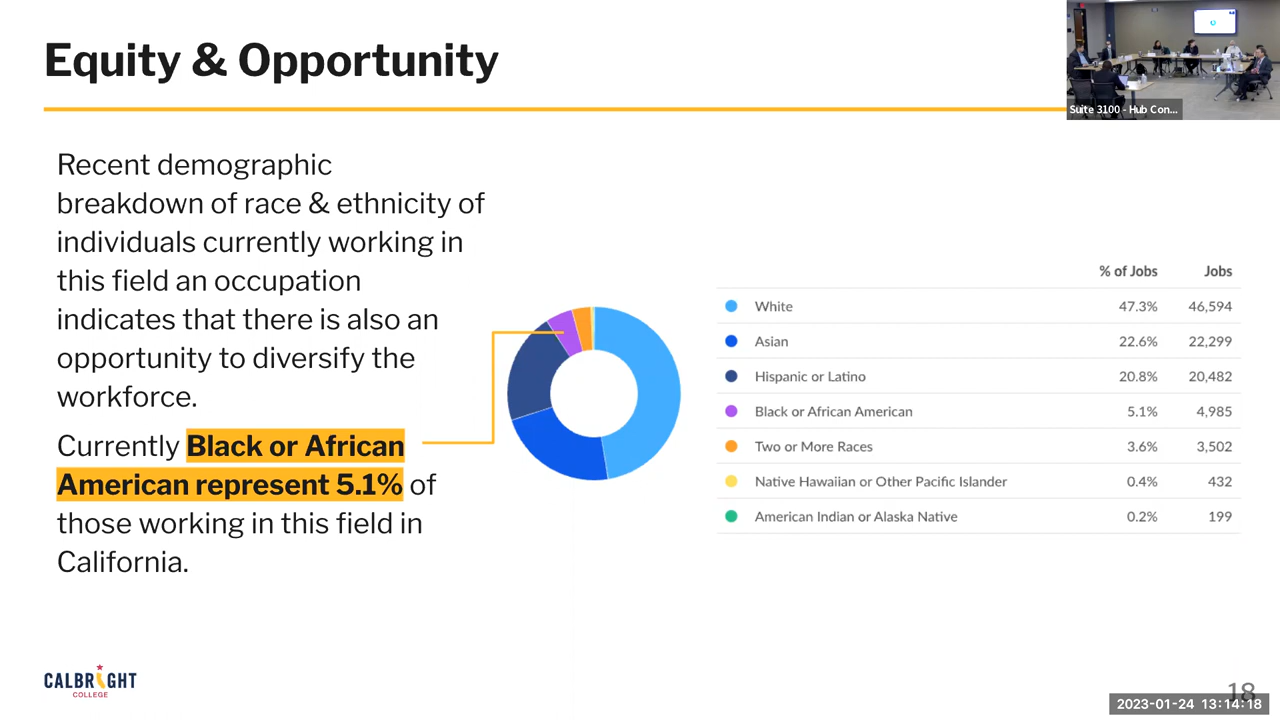 Equity & Opportunity
Suite 3100 - Hub Con...
Recent demographic
breakdown of race & ethnicity of
individuals currently working in
this field an occupation
indicates that there is also an
opportunity to diversify the
workforce.
Currently Black or African
American represent 5.1% of
those working in this field in
California.
% of Jobs Jobs
White 47.3% 46,594
Asian 22.6% 22,299
Hispanic or Latino 20.8% 20,482
Black or African American 5.1% 4,985
Two or More Races 3.6% 3,502
Native Hawaiian or Other Pacific Islander 0.4% 432
American Indian or Alaska Native 0.2% 199
CALBRIGHT
COLLEGE
18
2023-01-24 13:14:18